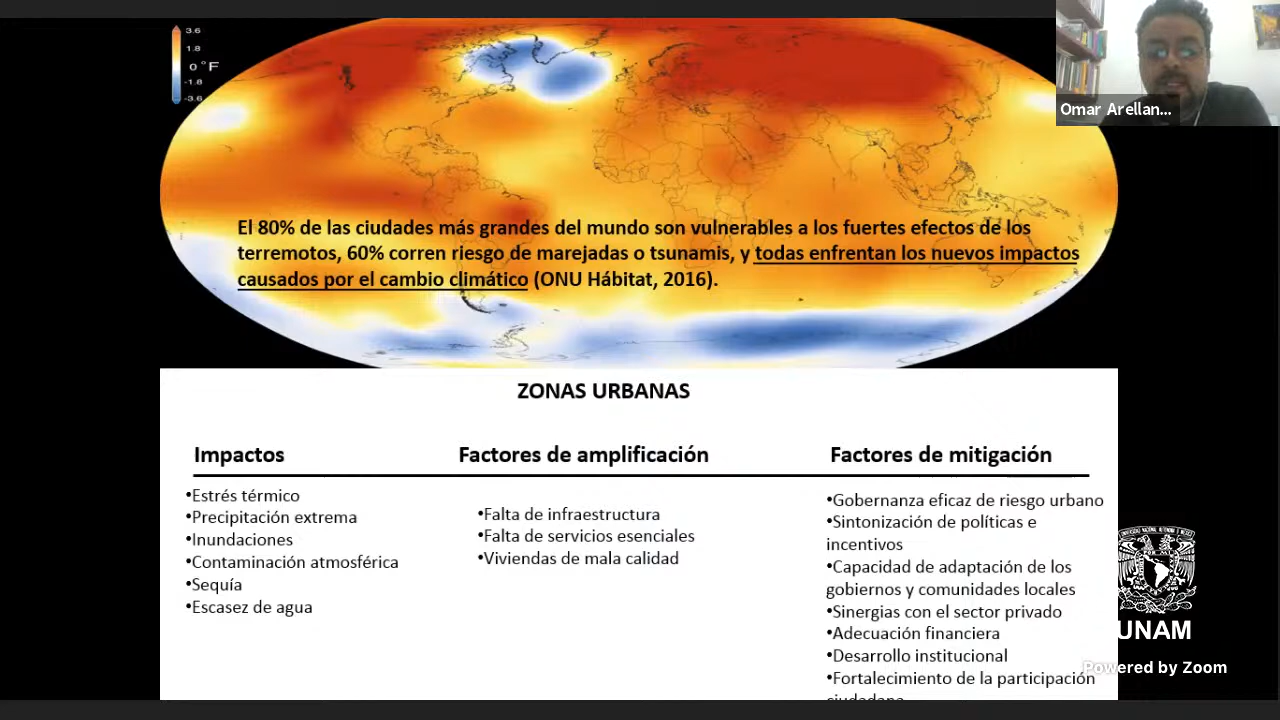 3.6
1.8
0 °F
-1.8
-3.6
Omar Arellan...
El 80% de las ciudades más grandes del mundo son vulnerables a los fuertes efectos de los
terremotos, 60% corren riesgo de marejadas o tsunamis, y todas enfrentan los nuevos impactos
causados por el cambio climático (ONU Hábitat, 2016).
ZONAS URBANAS
Impactos
•Estrés térmico
•Precipitación extrema
•Inundaciones
•Contaminación atmosférica
•Sequía
•Escasez de agua
Factores de amplificación
•Falta de infraestructura
•Falta de servicios esenciales
•Viviendas de mala calidad
Factores de mitigación
•Gobernanza eficaz de riesgo urbano
•Sintonización de políticas e
incentivos
•Capacidad de adaptación de los
gobiernos y comunidades locales
•Sinergias con el sector privado
•Adecuación financiera
•Desarrollo institucional
•Fortalecimiento de la participación
ciudadana
UNAM
Powered by Zoom